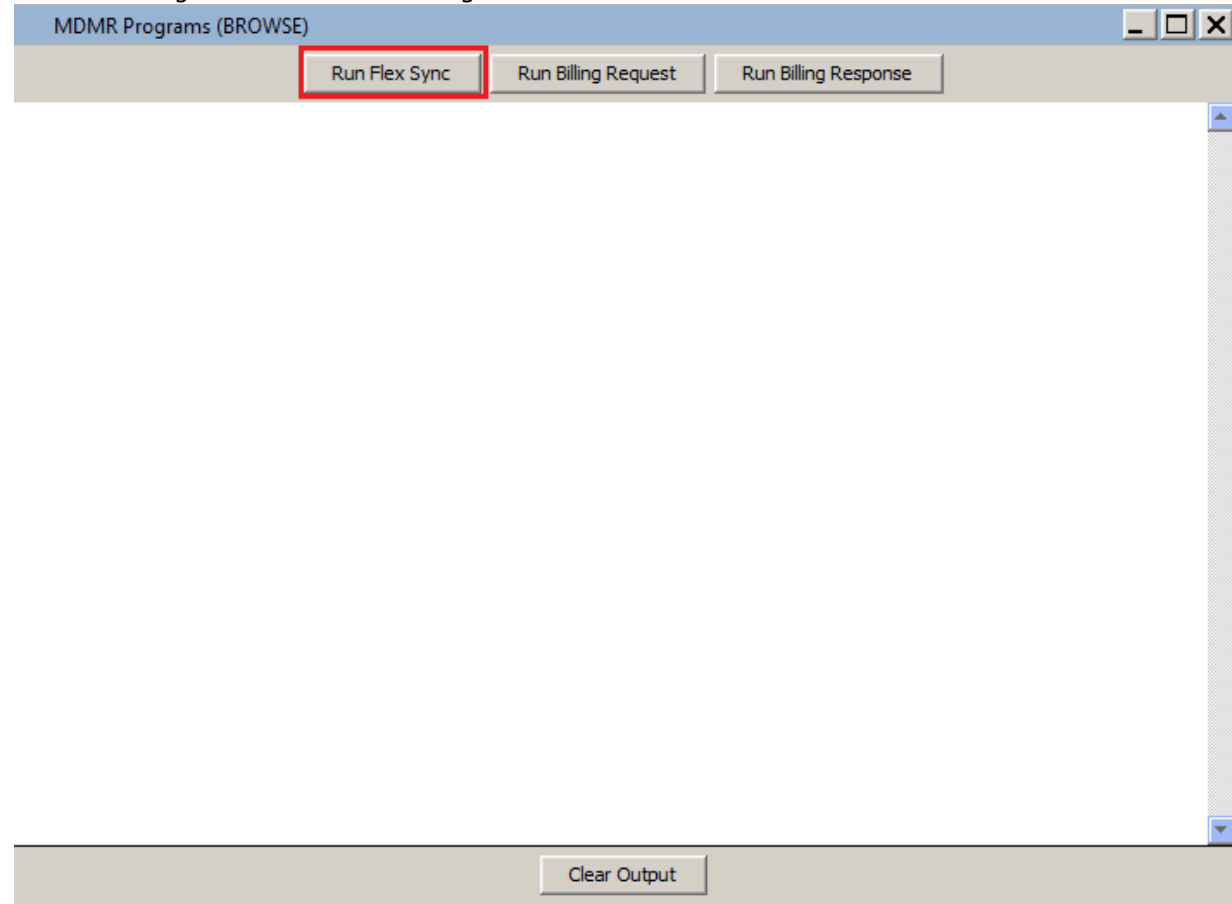 MDMR Programs (BROWSE)
Run Flex Sync Run Billing Request Run Billing Response
Clear Output